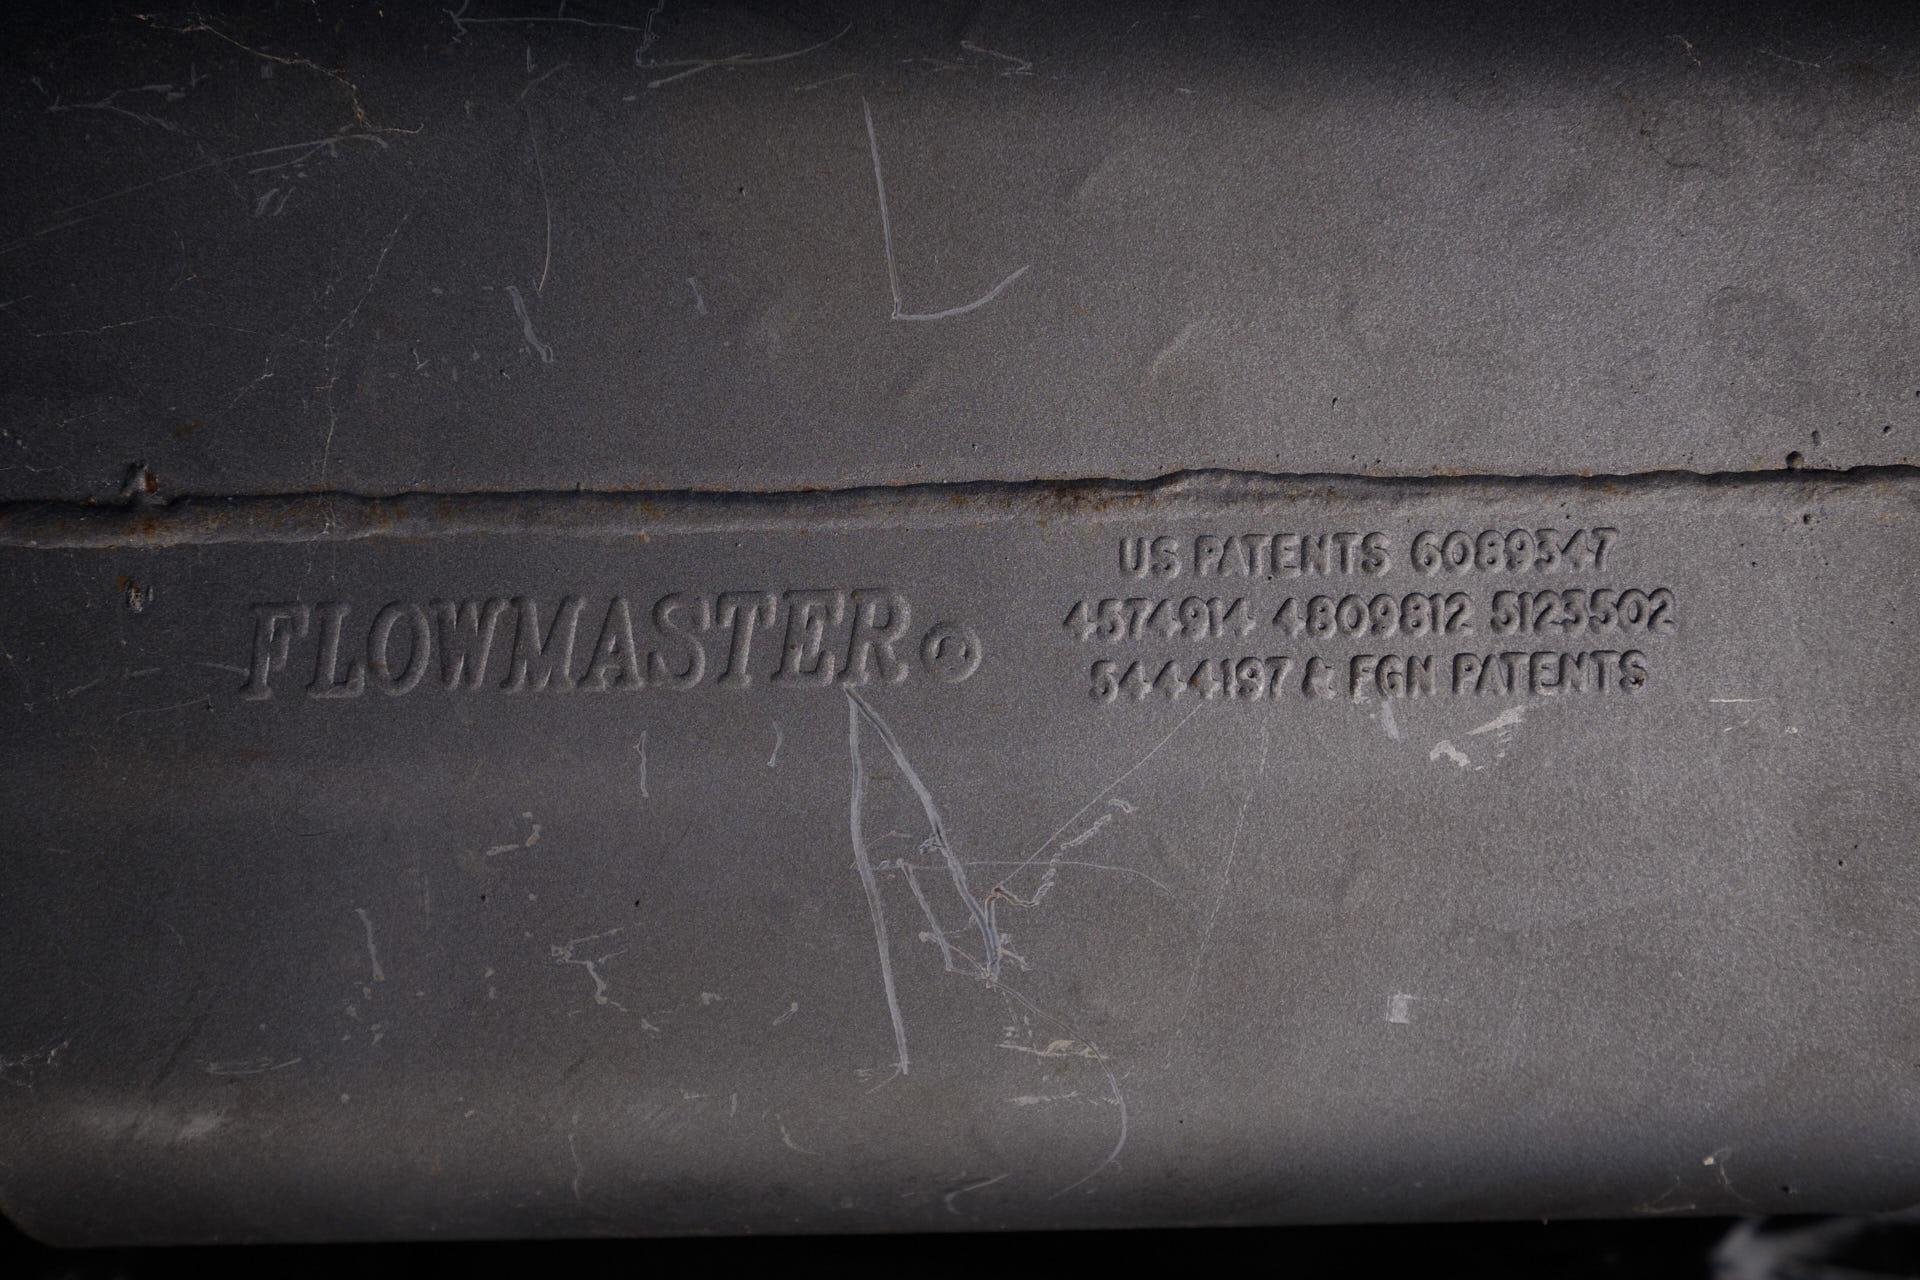 FLOWMASTER®
US PATENTS 6089347
4574914 4809812 5123502
5444197 & FGN PATENTS